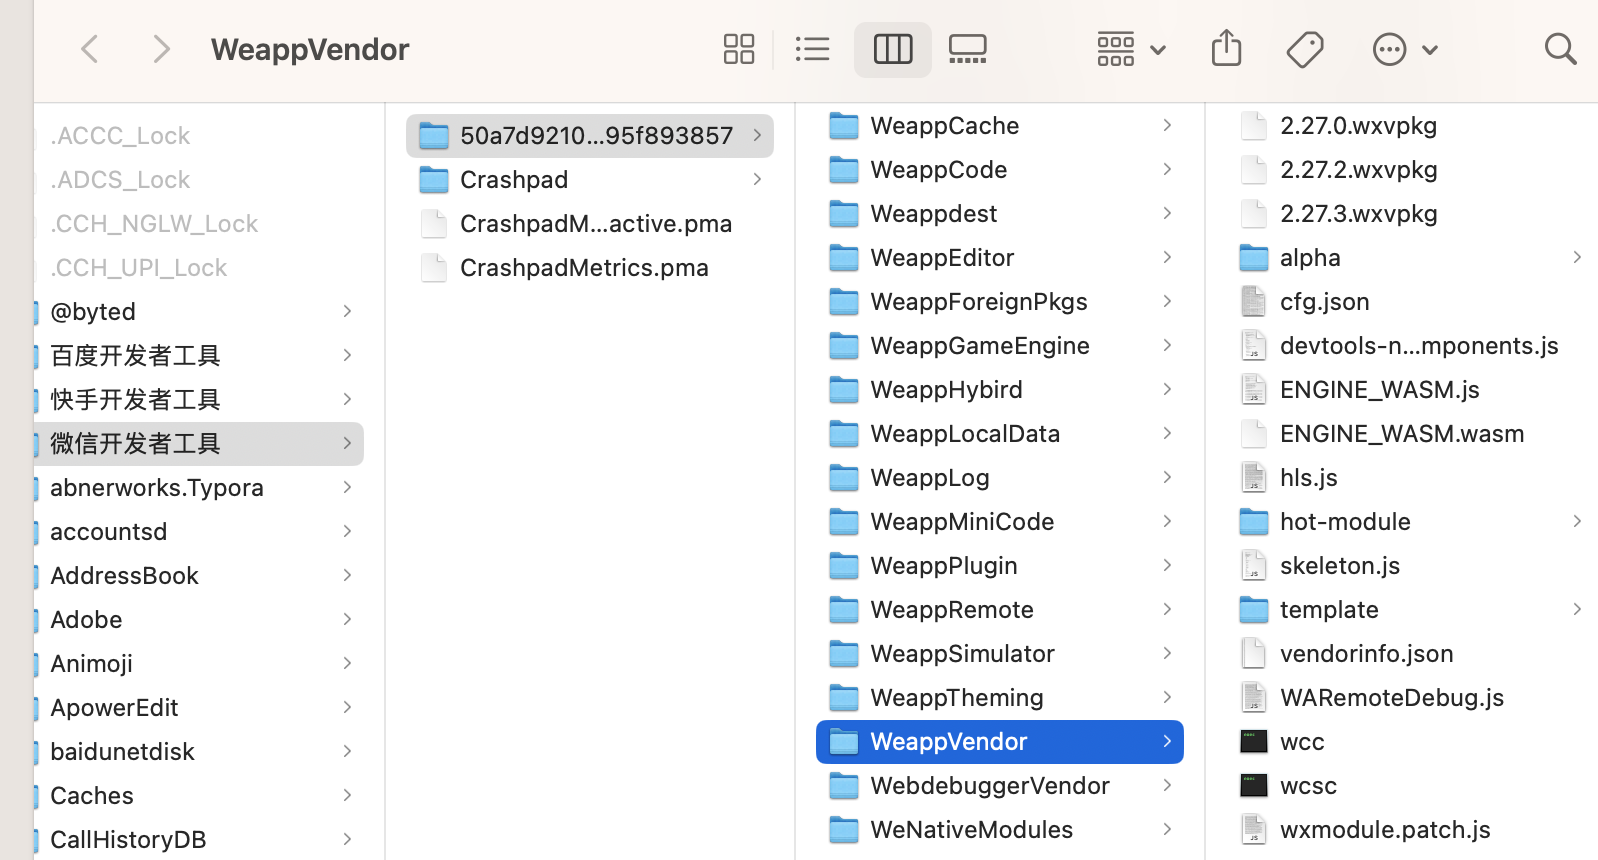 WeappVendor
.ACCC_Lock
.ADCS_Lock
.CCH_NGLW_Lock
.CCH_UPI_Lock
@byted
百度开发者工具
快手开发者工具
微信开发者工具
abnerworks.Typora
accountsd
AddressBook
Adobe
Animoji
ApowerEdit
baidunetdisk
Caches
CallHistoryDB
50a7d9210...95f893857
Crashpad
CrashpadM...active.pma
CrashpadMetrics.pma
WeappCache
WeappCode
Weappdest
WeappEditor
WeappForeignPkgs
WeappGameEngine
WeappHybird
WeappLocalData
WeappLog
WeappMiniCode
WeappPlugin
WeappRemote
WeappSimulator
WeappTheming
WeappVendor
WebdebuggerVendor
WeNativeModules
2.27.0.wxvpkg
2.27.2.wxvpkg
2.27.3.wxvpkg
alpha
cfg.json
devtools-n...mponents.js
ENGINE_WASM.js
ENGINE_WASM.wasm
hls.js
hot-module
skeleton.js
template
vendorinfo.json
WARemoteDebug.js
wcc
wcsc
wxmodule.patch.js